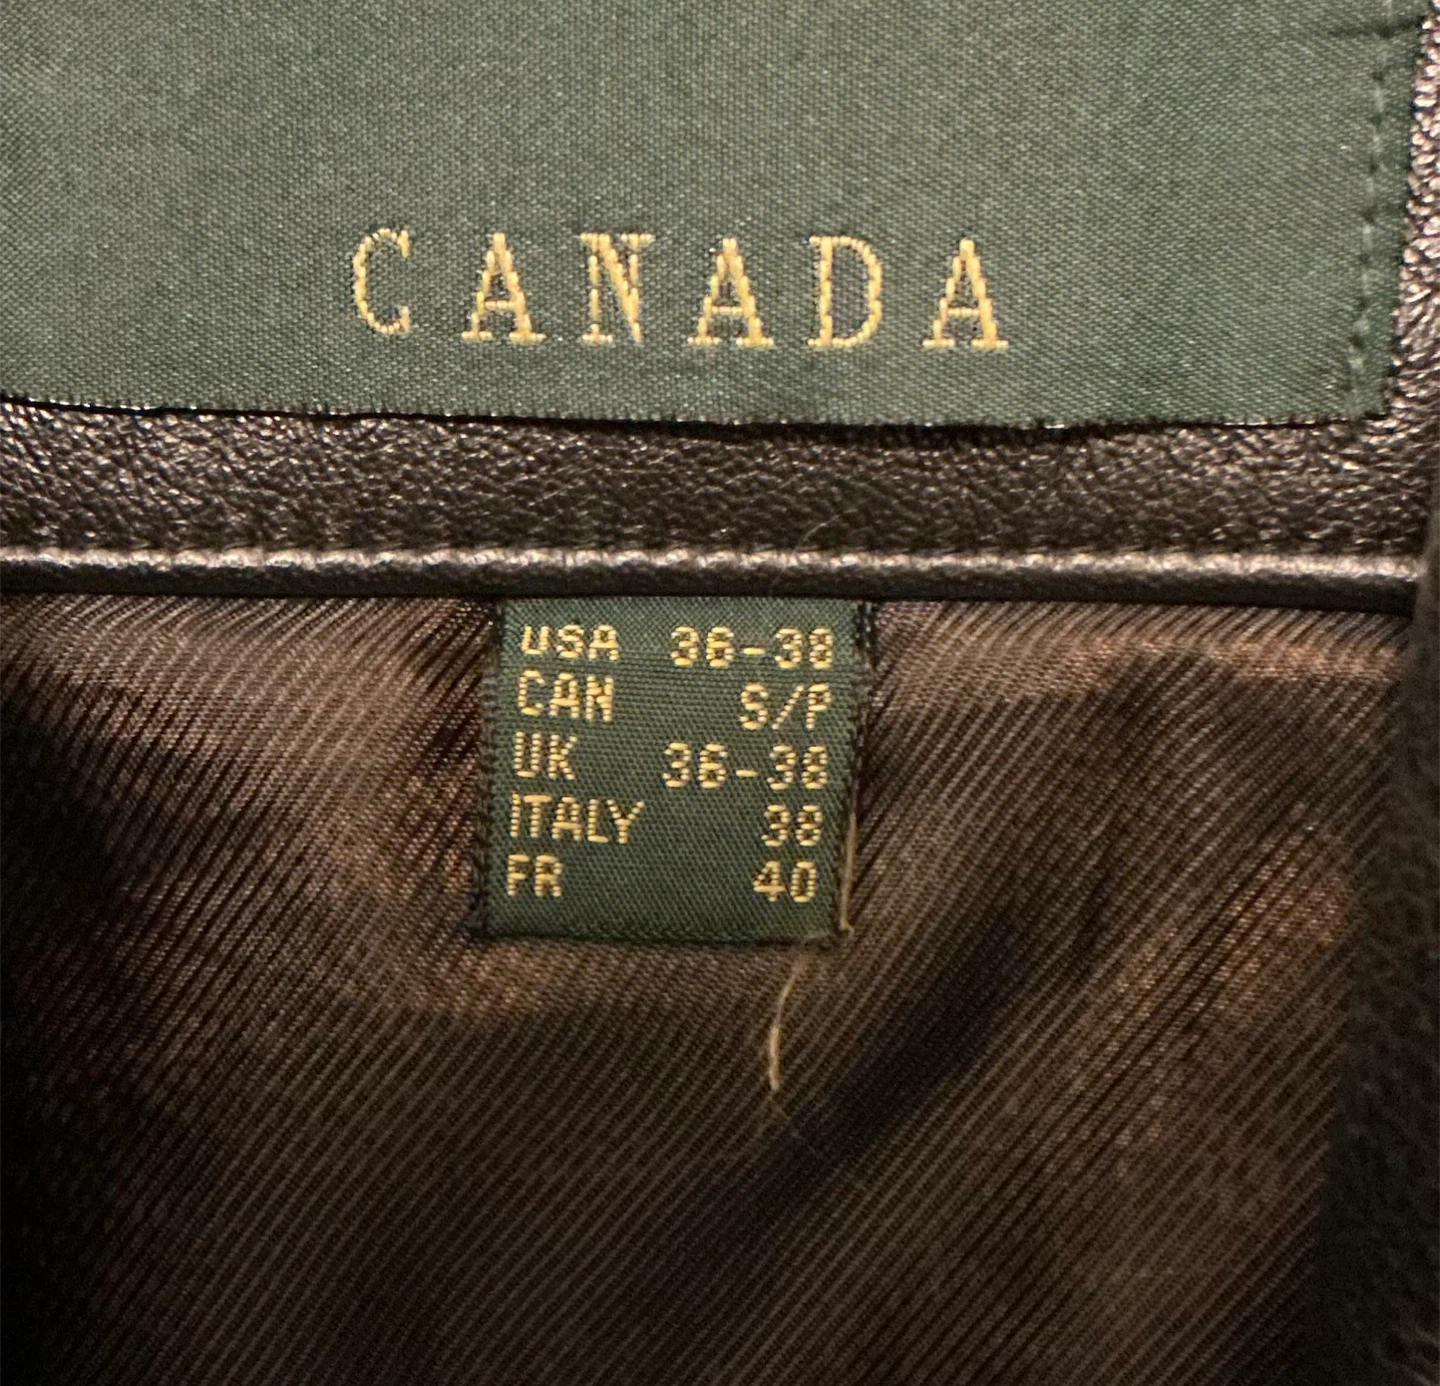 CANADA
USA 36-38
CAN S/P
UK 36-38
ITALY 38
FR 40